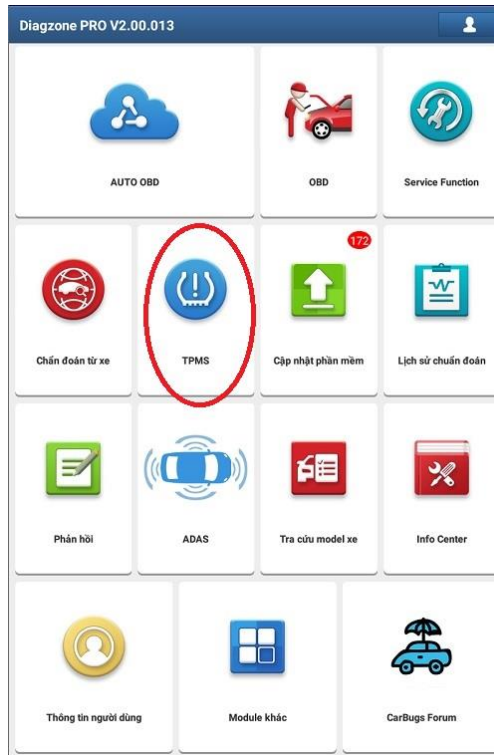 Diagzone PRO V2.00.013
AUTO OBD
OBD
Service Function
172
Chẩn đoán từ xe
TPMS
Cập nhật phần mềm
Lịch sử chuẩn đoán
Phản hồi
ADAS
Tra cứu model xe
Info Center
Thông tin người dùng
Module khác
CarBugs Forum